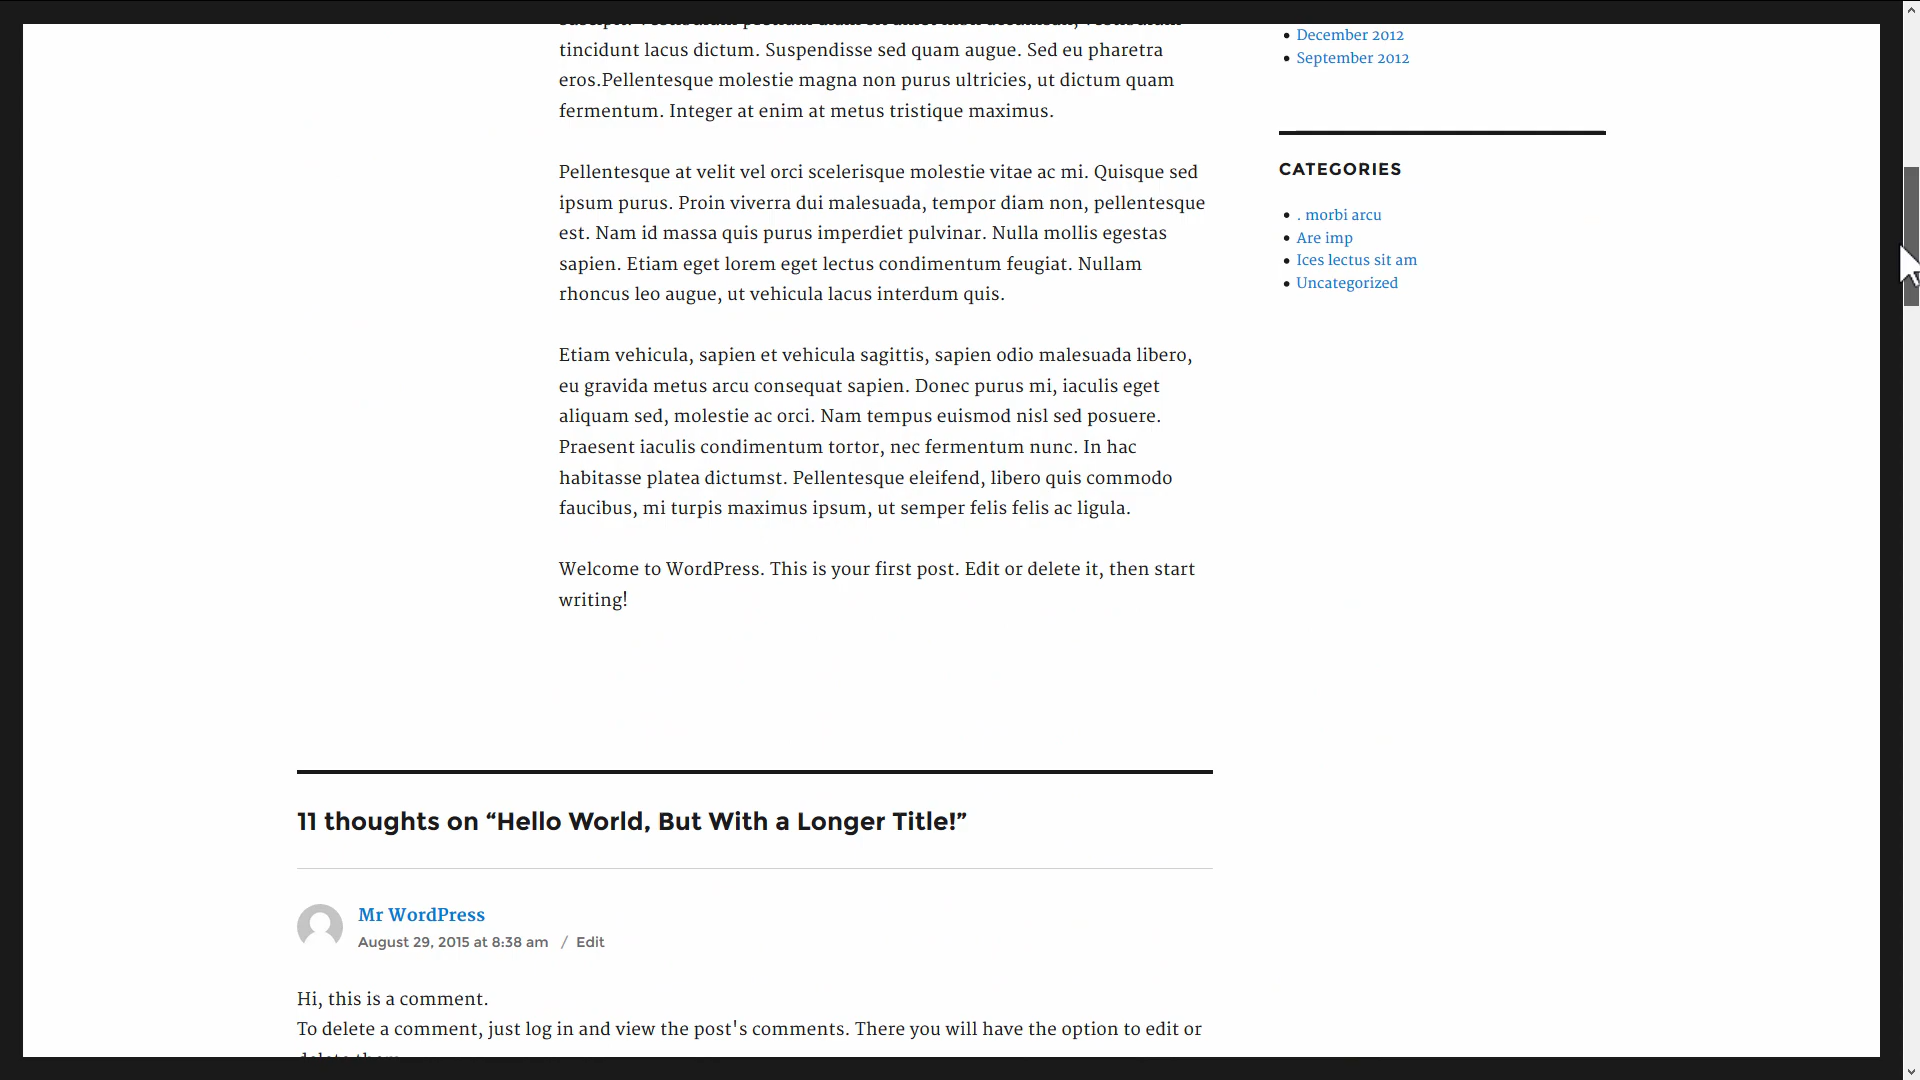 tincidunt lacus dictum. Suspendisse sed quam augue. Sed eu pharetra
eros.Pellentesque molestie magna non purus ultricies, ut dictum quam
fermentum. Integer at enim at metus tristique maximus.
Pellentesque at velit vel orci scelerisque molestie vitae ac mi. Quisque sed
ipsum purus. Proin viverra dui malesuada, tempor diam non, pellentesque
est. Nam id massa quis purus imperdiet pulvinar. Nulla mollis egestas
sapien. Etiam eget lorem eget lectus condimentum feugiat. Nullam
rhoncus leo augue, ut vehicula lacus interdum quis.
Etiam vehicula, sapien et vehicula sagittis, sapien odio malesuada libero,
eu gravida metus arcu consequat sapien. Donec purus mi, iaculis eget
aliquam sed, molestie ac orci. Nam tempus euismod nisl sed posuere.
Praesent iaculis condimentum tortor, nec fermentum nunc. In hac
habitasse platea dictumst. Pellentesque eleifend, libero quis commodo
faucibus, mi turpis maximus ipsum, ut semper felis felis ac ligula.
Welcome to WordPress. This is your first post. Edit or delete it, then start
writing!
11 thoughts on “Hello World, But With a Longer Title!”
Mr WordPress
August 29, 2015 at 8:38 am / Edit
Hi, this is a comment.
To delete a comment, just log in and view the post's comments. There you will have the option to edit or
December 2012
September 2012
CATEGORIES
. morbi arcu
Are imp
Ices lectus sit am
Uncategorized